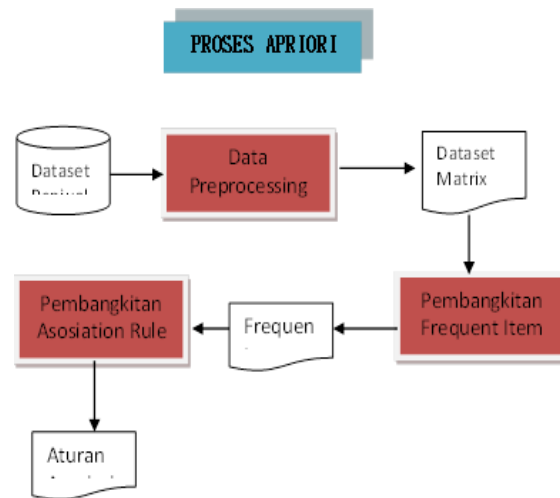 PROSES APRIORI
Dataset
Data
Preprocessing
Dataset
Matrix
Pembangkitan
Asosiation Rule
Frequen
Pembangkitan
Frequent Item
Aturan